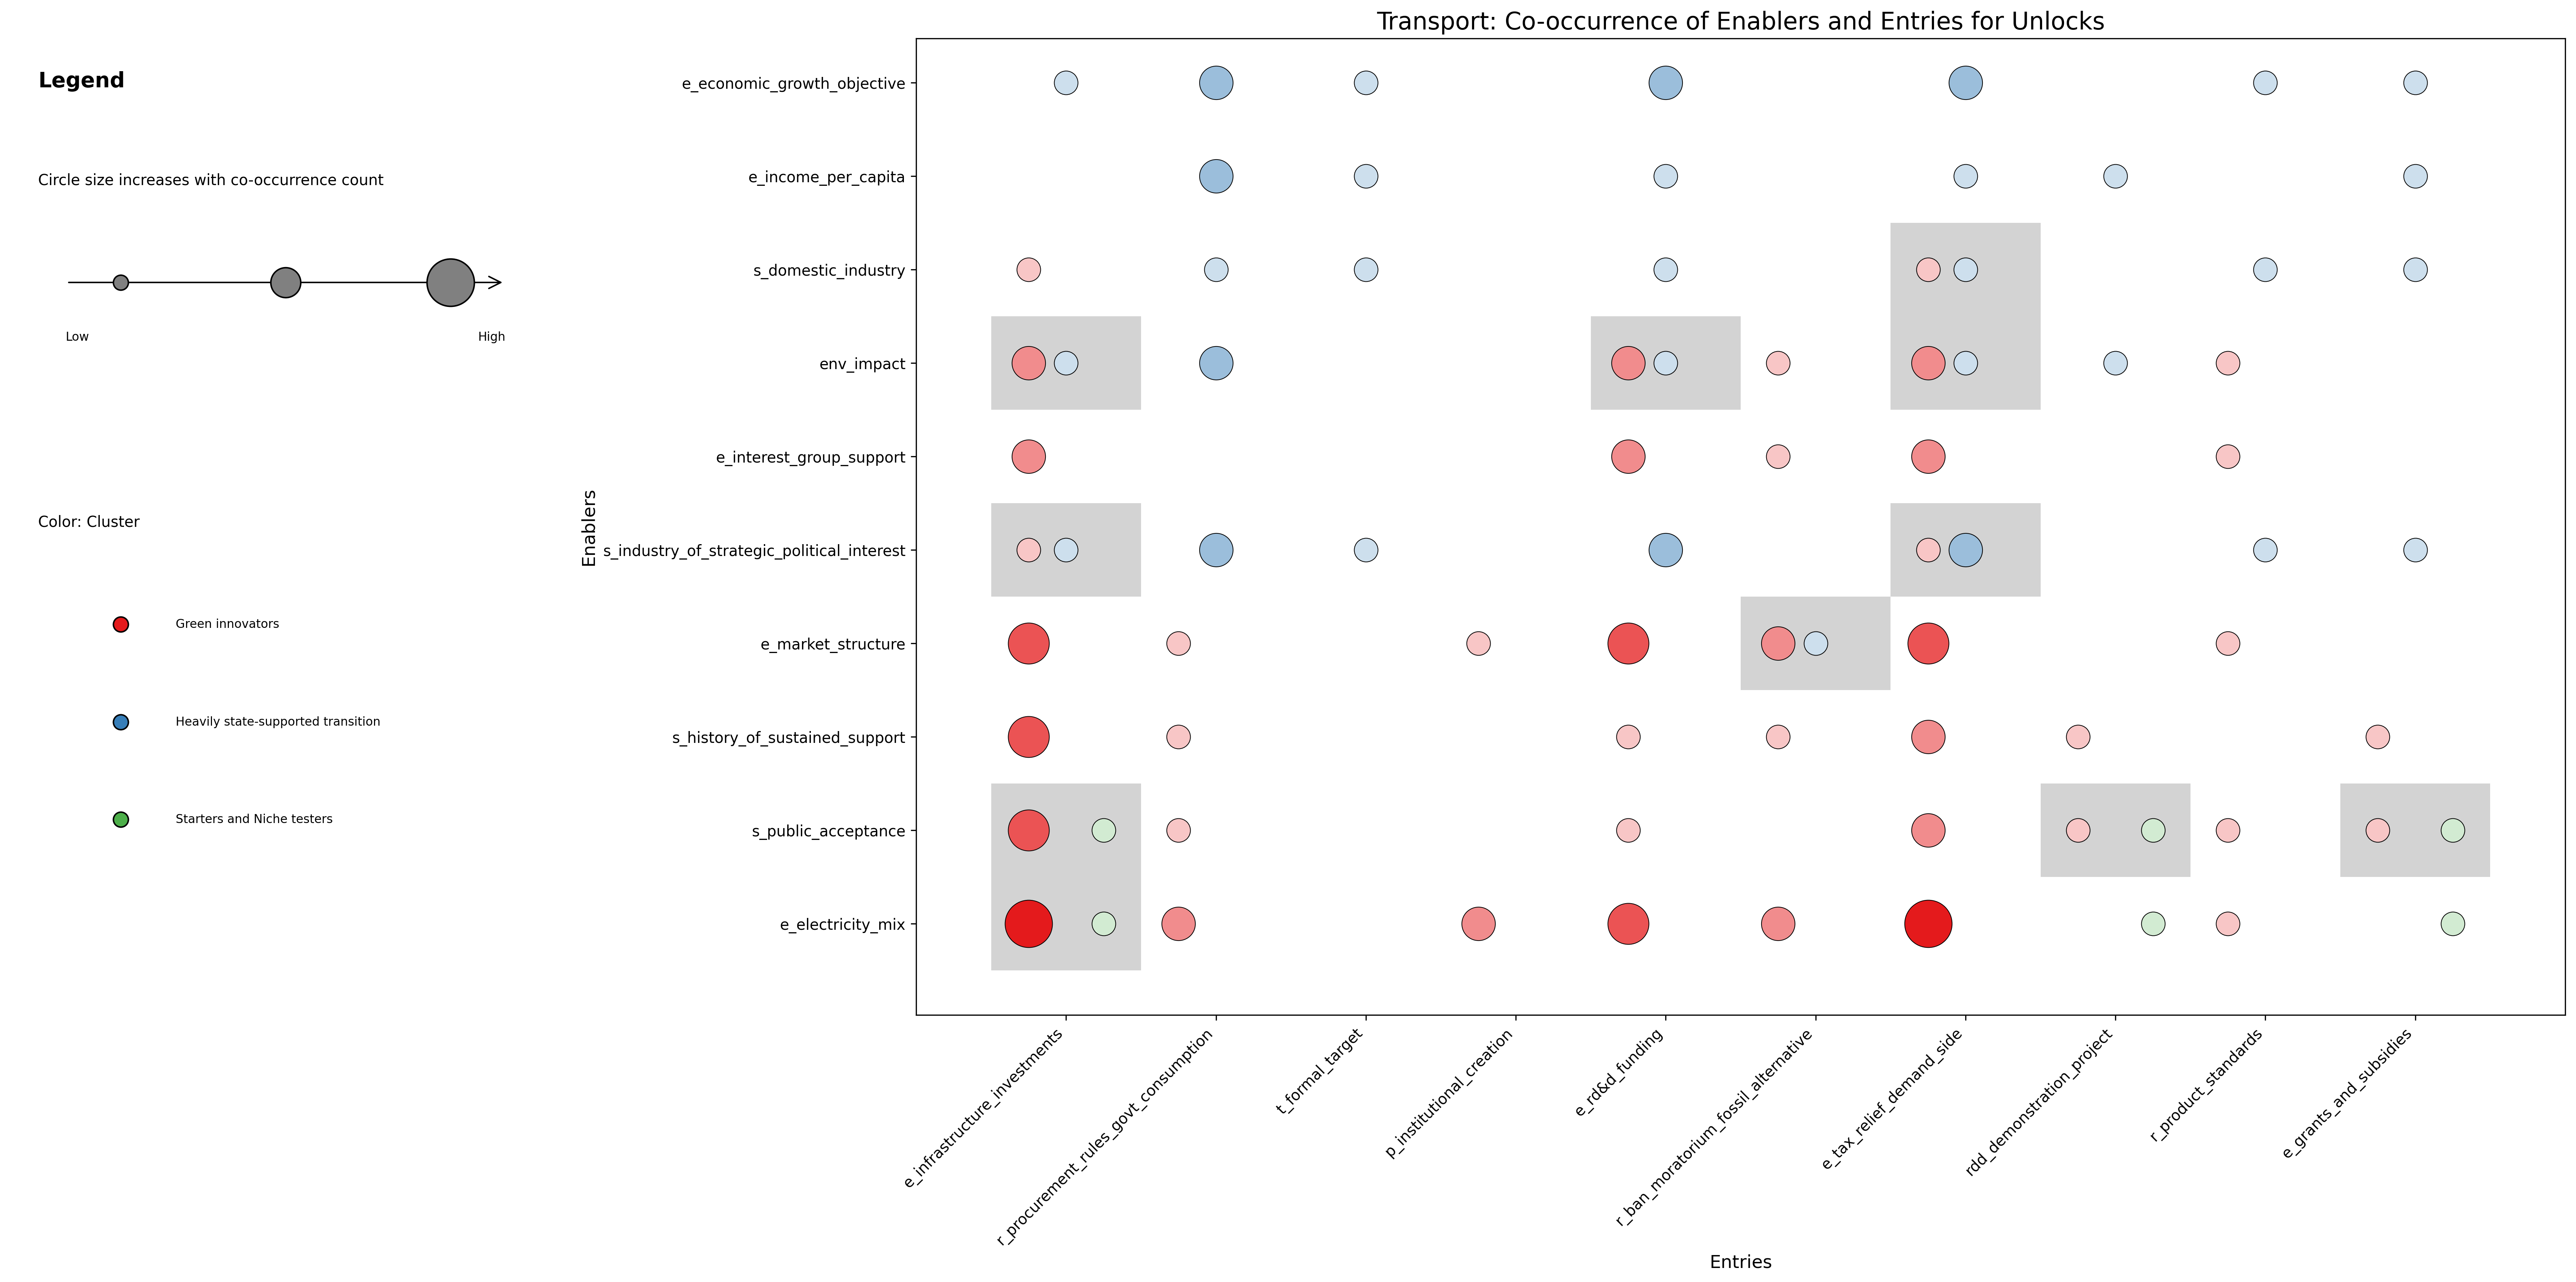 Transport: Co-occurrence of Enablers and Entries for Unlocks
Legend
Circle size increases with co-occurrence count
Low
High
Color: Cluster
Green innovators
Heavily state-supported transition
Starters and Niche testers
Enablers
e_economic_growth_objective
e_income_per_capita
s_domestic_industry
env_impact
e_interest_group_support
s_industry_of_strategic_political_interest
e_market_structure
s_history_of_sustained_support
s_public_acceptance
e_electricity_mix
e_infrastructure_investments
r_procurement_rules_govt_consumption
t_formal_target
p_institutional_creation
e_rd&d_funding
r_ban_moratorium_fossil_alternative
e_tax_relief_demand_side
rdd_demonstration_project
r_product_standards
e_grants_and_subsidies
Entries